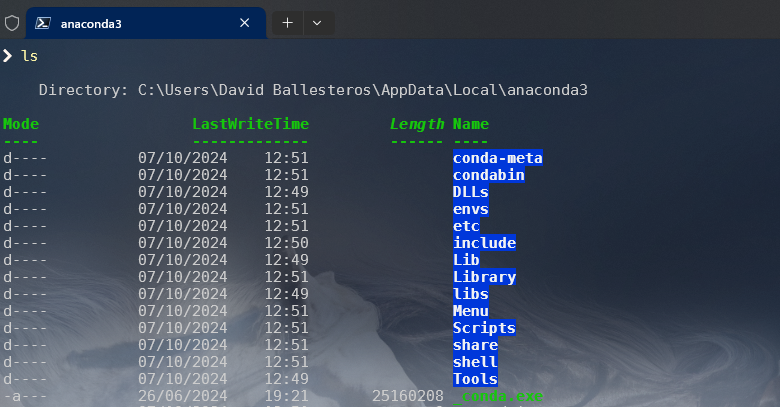 anaconda3
ls
Directory: C:\Users\David Ballesteros\AppData\Local\anaconda3
Mode LastWriteTime Length Name
---- ------------- ------ ----
d---- 07/10/2024 12:51 conda-meta
d---- 07/10/2024 12:51 condabin
d---- 07/10/2024 12:49 DLLs
d---- 07/10/2024 12:51 envs
d---- 07/10/2024 12:51 etc
d---- 07/10/2024 12:50 include
d---- 07/10/2024 12:49 Lib
d---- 07/10/2024 12:51 Library
d---- 07/10/2024 12:49 libs
d---- 07/10/2024 12:51 Menu
d---- 07/10/2024 12:51 Scripts
d---- 07/10/2024 12:51 share
d---- 07/10/2024 12:51 shell
d---- 07/10/2024 12:49 Tools
-a--- 26/06/2024 19:21 25160208 _conda.exe